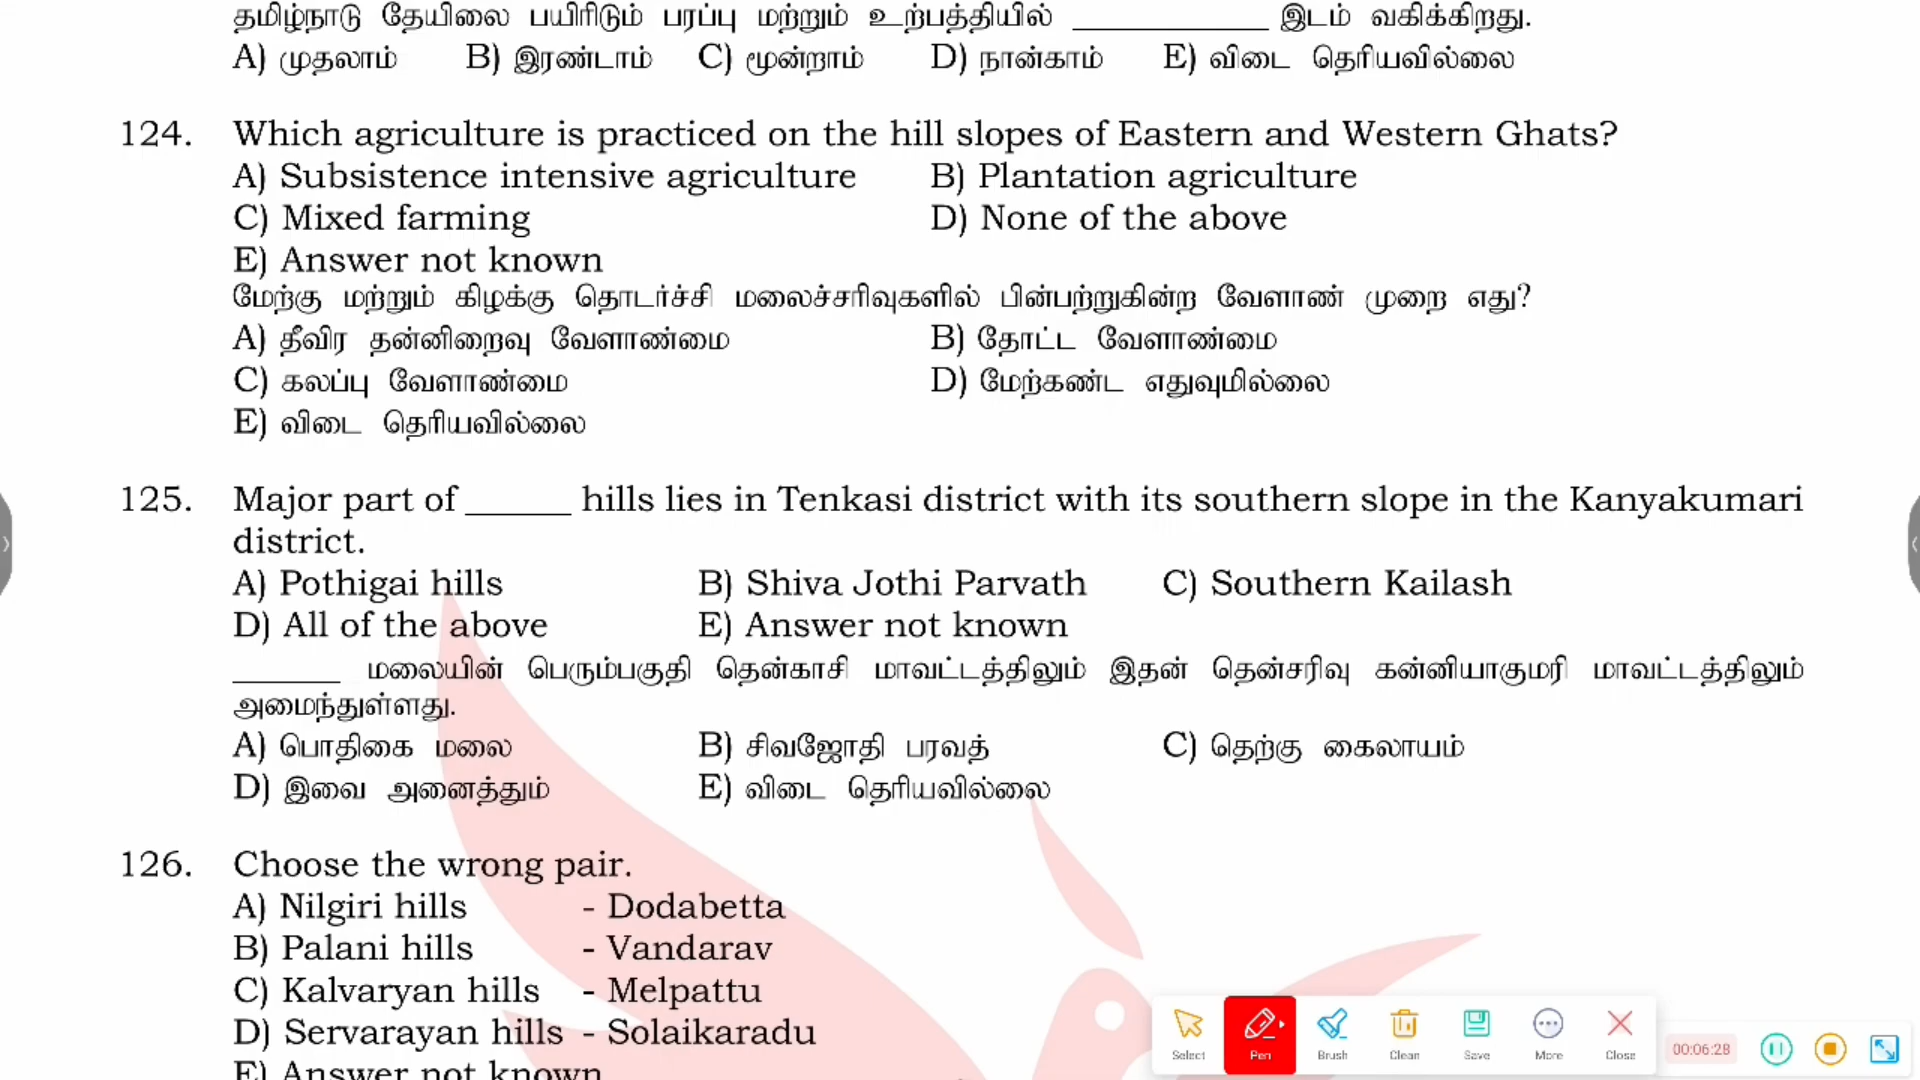 தமிழ்நாடு தேயிலை பயிரிடும் பரப்பு மற்றும் உற்பத்தியில் ___________ இடம் வகிக்கிறது.
A) முதலாம் B) இரண்டாம் C) மூன்றாம் D) நான்காம் E) விடை தெரியவில்லை
124. Which agriculture is practiced on the hill slopes of Eastern and Western Ghats?
A) Subsistence intensive agriculture B) Plantation agriculture
C) Mixed farming D) None of the above
E) Answer not known
மேற்கு மற்றும் கிழக்கு தொடர்ச்சி மலைச்சரிவுகளில் பின்பற்றுகின்ற வேளாண் முறை எது?
A) தீவிர தன்னிறைவு வேளாண்மை B) தோட்ட வேளாண்மை
C) கலப்பு வேளாண்மை D) மேற்கண்ட எதுவுமில்லை
E) விடை தெரியவில்லை
125. Major part of ______ hills lies in Tenkasi district with its southern slope in the Kanyakumari
district.
A) Pothigai hills B) Shiva Jothi Parvath C) Southern Kailash
D) All of the above E) Answer not known
______ மலையின் பெரும்பகுதி தென்காசி மாவட்டத்திலும் இதன் தென்சரிவு கன்னியாகுமரி மாவட்டத்திலும்
அமைந்துள்ளது.
A) பொதிகை மலை B) சிவஜோதி பரவத் C) தெற்கு கைலாயம்
D) இவை அனைத்தும் E) விடை தெரியவில்லை
126. Choose the wrong pair.
A) Nilgiri hills - Dodabetta
B) Palani hills - Vandarav
C) Kalvaryan hills - Melpattu
D) Servarayan hills - Solaikaradu
E) Answer not known
Select Pen Brush Clean Save More Close 00:06:28